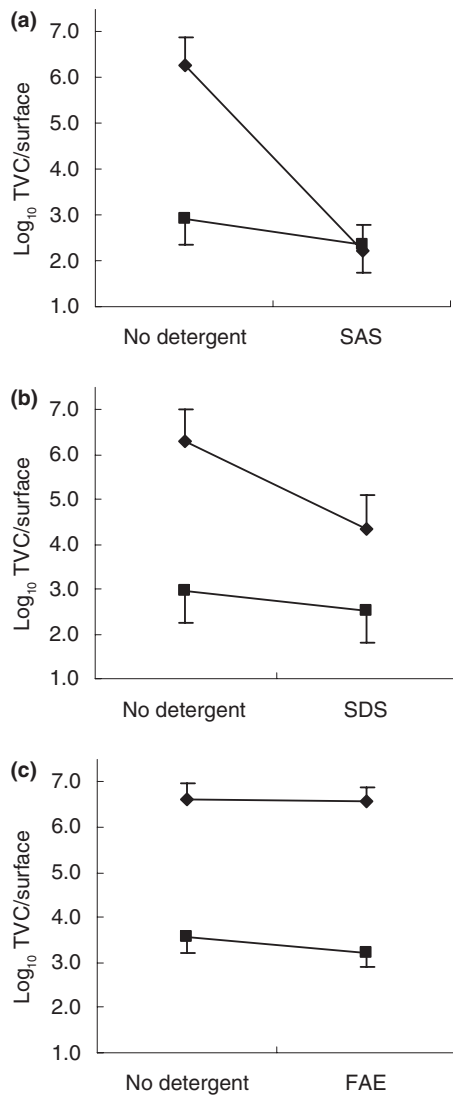 (a)
7.0
6.0
5.0
4.0
3.0
2.0
1.0
Log₁₀ TVC/surface
No detergent SAS
(b)
7.0
6.0
5.0
4.0
3.0
2.0
1.0
Log₁₀ TVC/surface
No detergent SDS
(c)
7.0
6.0
5.0
4.0
3.0
2.0
1.0
Log₁₀ TVC/surface
No detergent FAE